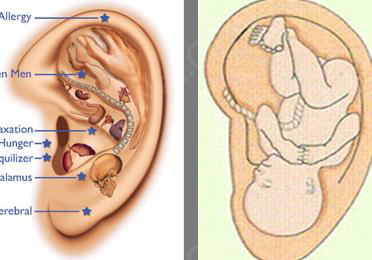 Allergy
en Men
axation
Hunger
quilizer
alamus
erebral